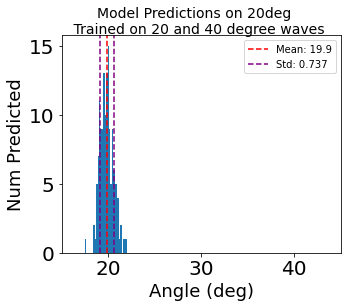 Model Predictions on 20deg
Trained on 20 and 40 degree waves
Mean: 19.9
Std: 0.737
Num Predicted
15
10
5
0
20
30
40
Angle (deg)